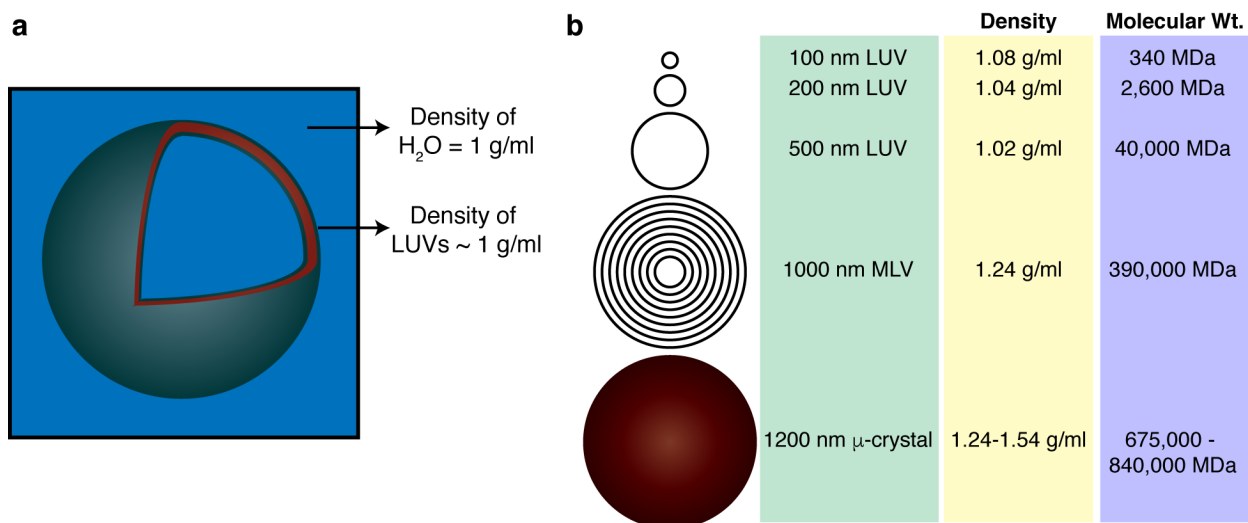 a
Density of
H₂O = 1 g/ml
Density of
LUVs ~ 1 g/ml
b
Density Molecular Wt.
100 nm LUV 1.08 g/ml 340 MDa
200 nm LUV 1.04 g/ml 2,600 MDa
500 nm LUV 1.02 g/ml 40,000 MDa
1000 nm MLV 1.24 g/ml 390,000 MDa
1200 nm μ-crystal 1.24-1.54 g/ml 675,000 -
840,000 MDa